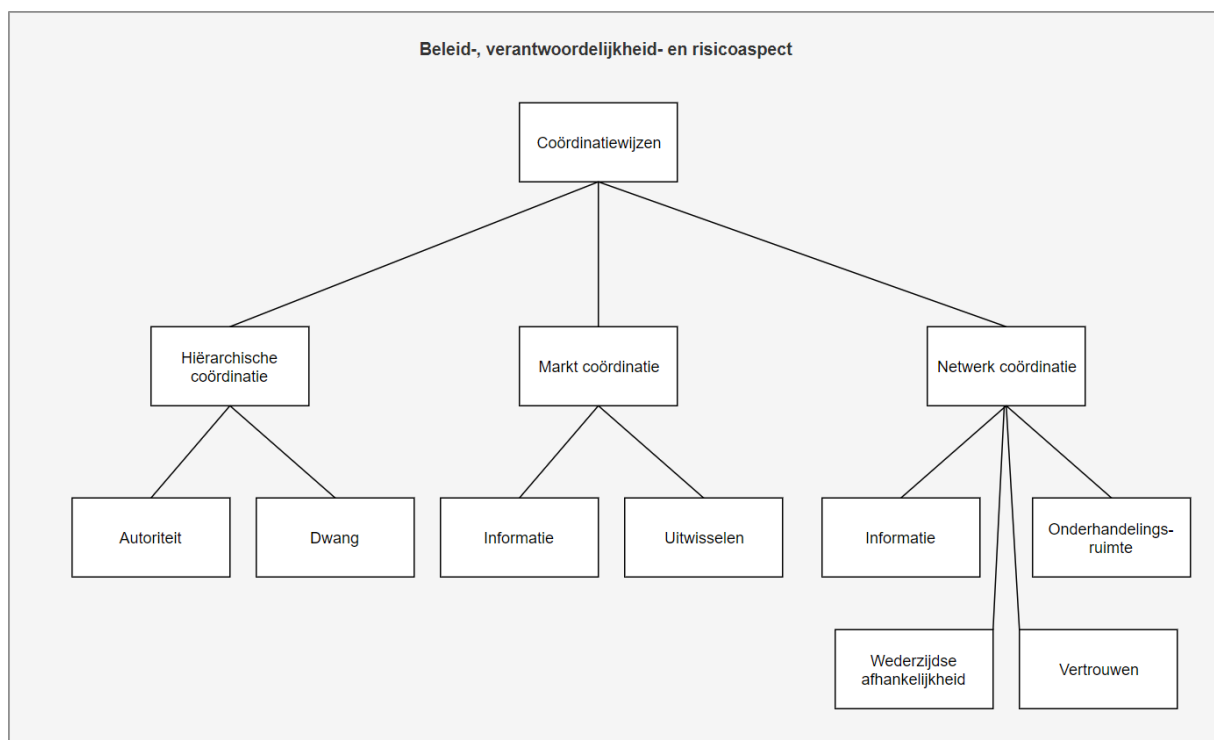 Beleid-, verantwoordelijkheid- en risicoaspect
Coördinatiewijzen
Hiërarchische
coördinatie
Markt coördinatie
Netwerk coördinatie
Autoriteit
Dwang
Informatie
Uitwisselen
Informatie
Onderhandelings-
ruimte
Wederzijdse
afhankelijkheid
Vertrouwen